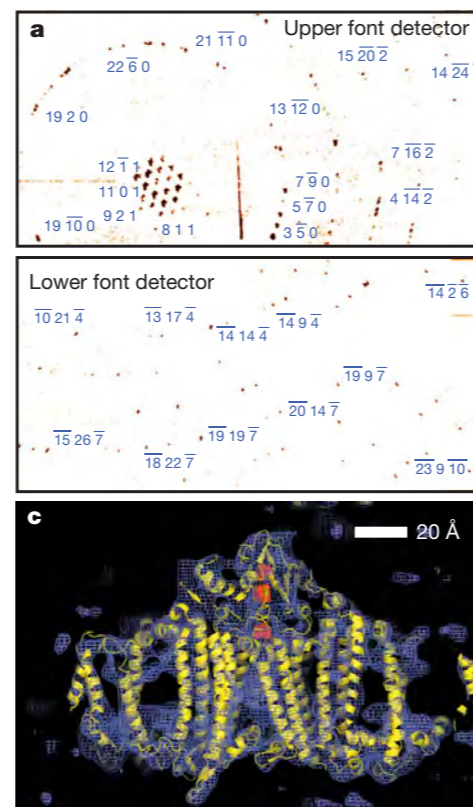 a
Upper font detector
21 1̅1̅ 0
22 6̅ 0
15 2̅0̅ 2̅
14 2̅4̅
19 2 0
13 1̅2̅ 0
12 1̅ 1
7 1̅6̅ 2̅
11 0 1
7 9̅ 0
9 2 1
5 7̅ 0
4 14 2̅
19 1̅0̅ 0
8 1 1
3 5̅ 0
Lower font detector
1̅4̅ 2̅ 6̅
1̅0̅ 21 4̅
1̅3̅ 17 4̅
1̅4̅ 14 4̅
1̅4̅ 9 4̅
1̅9̅ 9 7̅
2̅0̅ 14 7̅
1̅5̅ 26 7̅
1̅9̅ 19 7̅
1̅8̅ 22 7̅
2̅3̅ 9 1̅0̅
c
20 Å